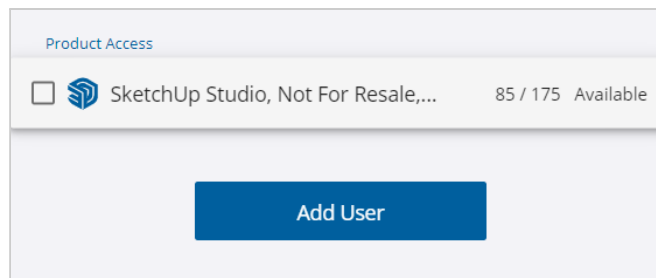 Product Access
SketchUp Studio, Not For Resale,... 85 / 175 Available
Add User